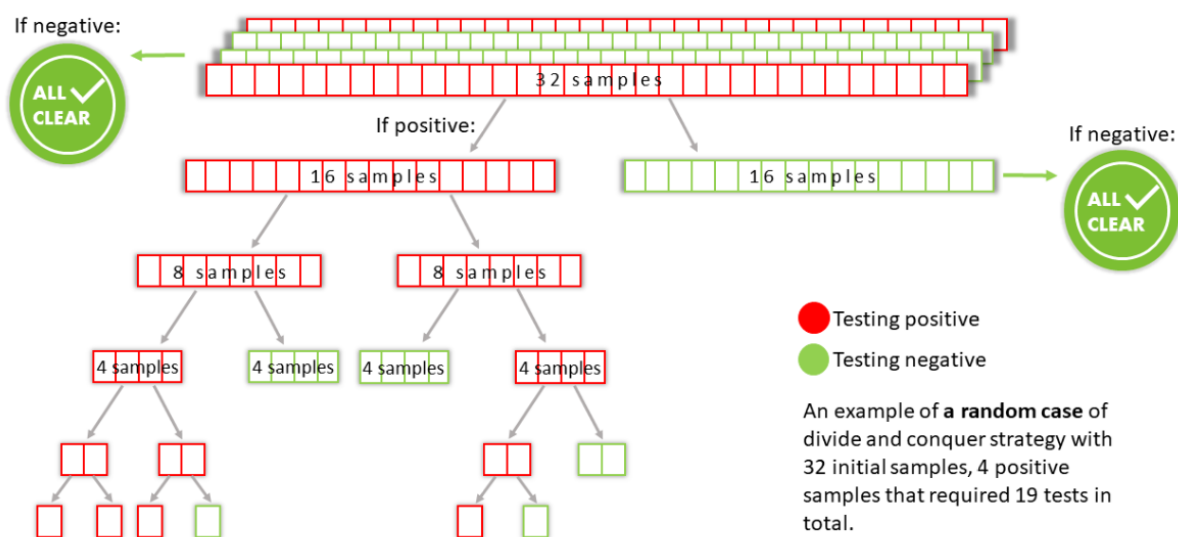 If negative:
ALL
CLEAR
32 samples
If positive:
If negative:
16 samples
16 samples
ALL
CLEAR
8 samples
8 samples
Testing positive
4 samples
4 samples
4 samples
4 samples
Testing negative
An example of a random case of
divide and conquer strategy with
32 initial samples, 4 positive
samples that required 19 tests in
total.